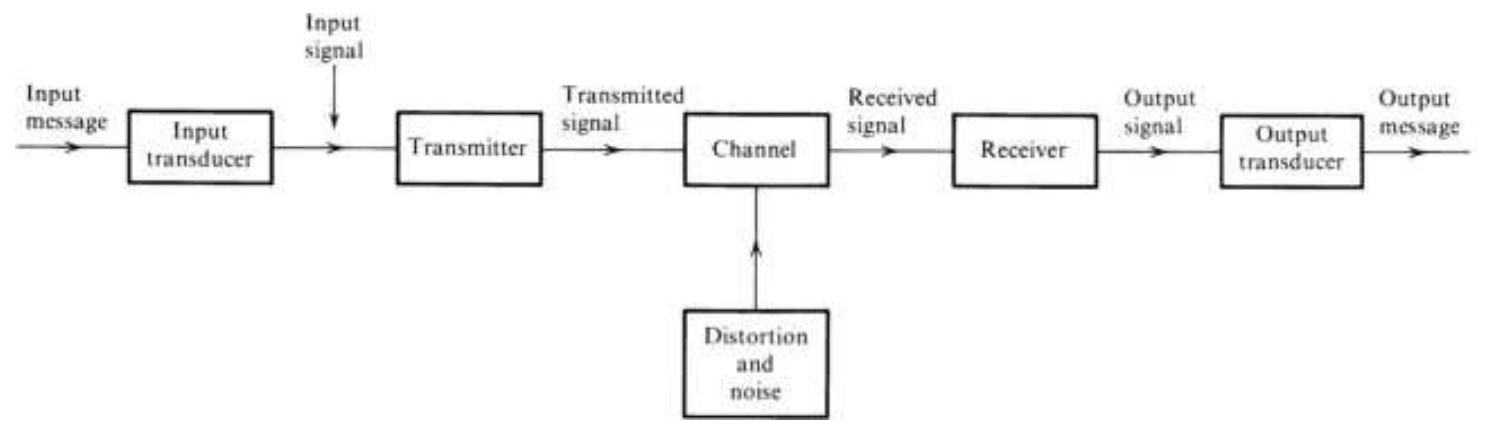 Input
signal
Input
message
Input
transducer
Transmitter
Transmitted
signal
Channel
Received
signal
Receiver
Output
signal
Output
transducer
Output
message
Distortion
and
noise